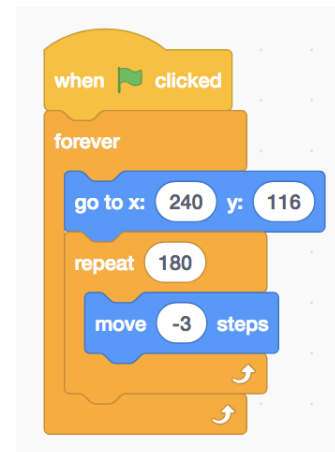 when clicked
forever
go to x: 240 y: 116
repeat 180
move -3 steps